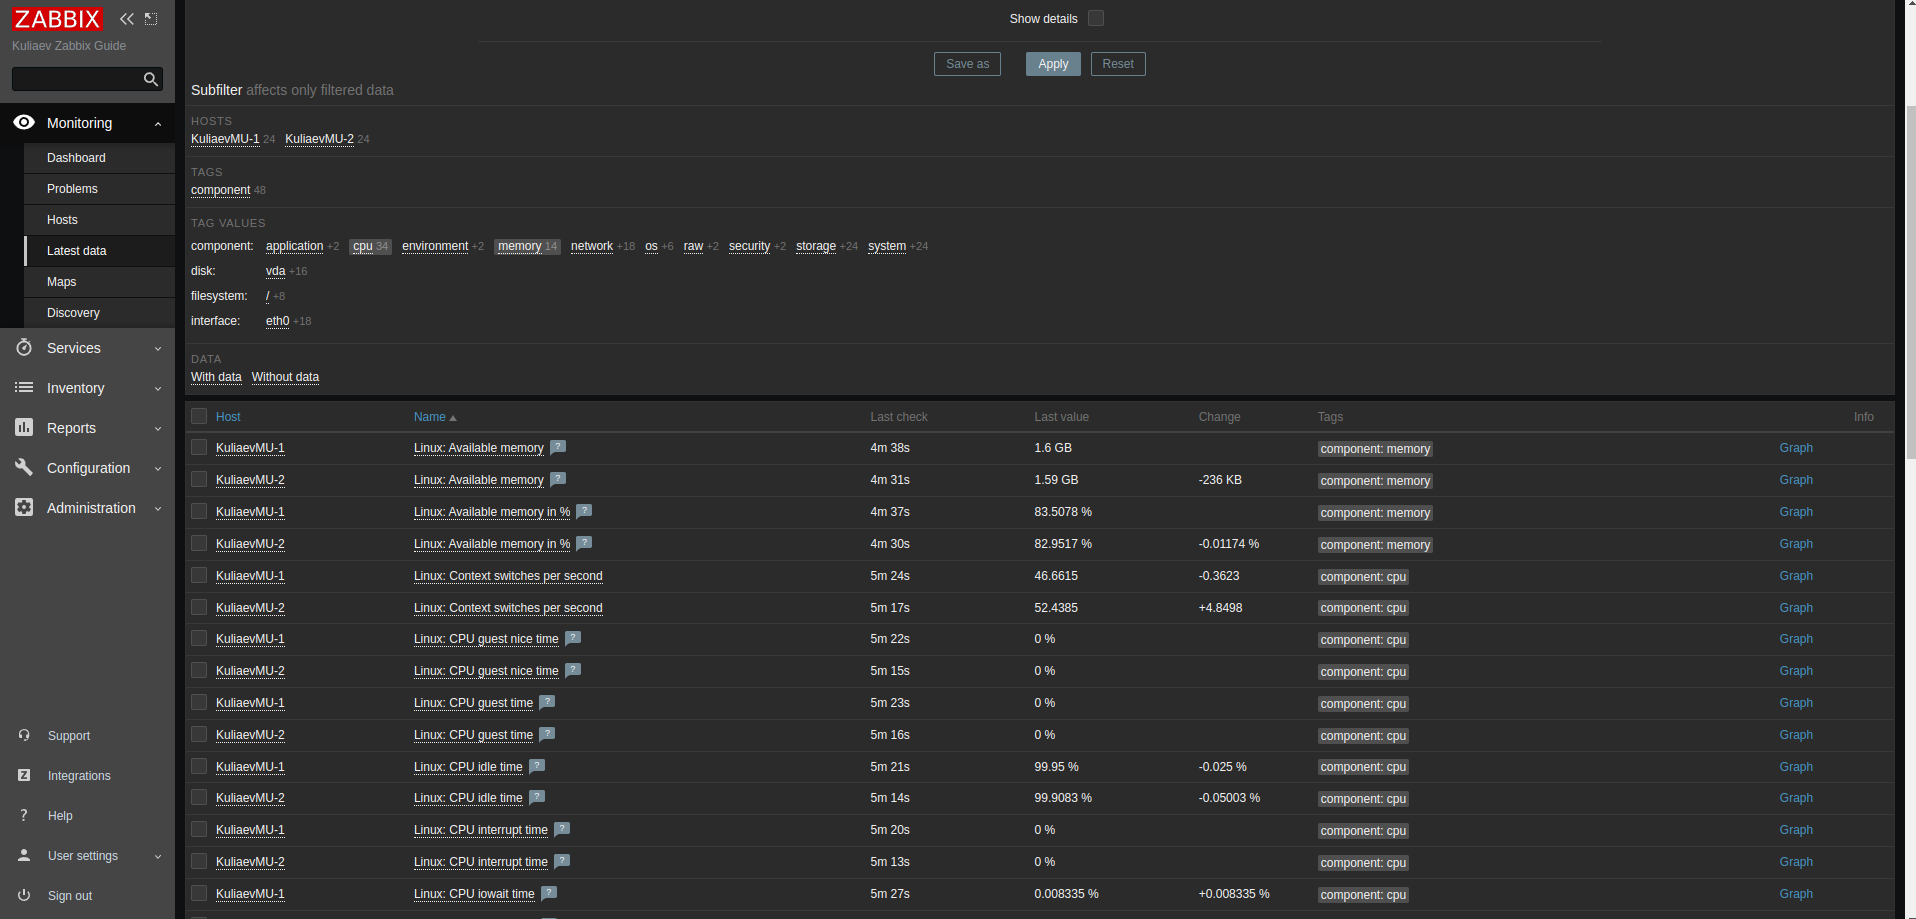 ZABBIX
Kuliaev Zabbix Guide
Monitoring
Dashboard
Problems
Hosts
Latest data
Maps
Discovery
Services
Inventory
Reports
Configuration
Administration
Support
Integrations
Help
User settings
Sign out
Show details
Save as Apply Reset
Subfilter affects only filtered data
HOSTS
KuliaevMU-1 24 KuliaevMU-2 24
TAGS
component 48
TAG VALUES
component: application +2 cpu 34 environment +2 memory 14 network +18 os +6 raw +2 security +2 storage +24 system +24
disk: vda +16
filesystem: / +8
interface: eth0 +18
DATA
With data Without data
Host Name Last check Last value Change Tags Info
KuliaevMU-1 Linux: Available memory ? 4m 38s 1.6 GB component: memory Graph
KuliaevMU-2 Linux: Available memory ? 4m 31s 1.59 GB -236 KB component: memory Graph
KuliaevMU-1 Linux: Available memory in % ? 4m 37s 83.5078 % component: memory Graph
KuliaevMU-2 Linux: Available memory in % ? 4m 30s 82.9517 % -0.01174 % component: memory Graph
KuliaevMU-1 Linux: Context switches per second 5m 24s 46.6615 -0.3623 component: cpu Graph
KuliaevMU-2 Linux: Context switches per second 5m 17s 52.4385 +4.8498 component: cpu Graph
KuliaevMU-1 Linux: CPU guest nice time ? 5m 22s 0 % component: cpu Graph
KuliaevMU-2 Linux: CPU guest nice time ? 5m 15s 0 % component: cpu Graph
KuliaevMU-1 Linux: CPU guest time ? 5m 23s 0 % component: cpu Graph
KuliaevMU-2 Linux: CPU guest time ? 5m 16s 0 % component: cpu Graph
KuliaevMU-1 Linux: CPU idle time ? 5m 21s 99.95 % -0.025 % component: cpu Graph
KuliaevMU-2 Linux: CPU idle time ? 5m 14s 99.9083 % -0.05003 % component: cpu Graph
KuliaevMU-1 Linux: CPU interrupt time ? 5m 20s 0 % component: cpu Graph
KuliaevMU-2 Linux: CPU interrupt time ? 5m 13s 0 % component: cpu Graph
KuliaevMU-1 Linux: CPU iowait time ? 5m 27s 0.008335 % +0.008335 % component: cpu Graph